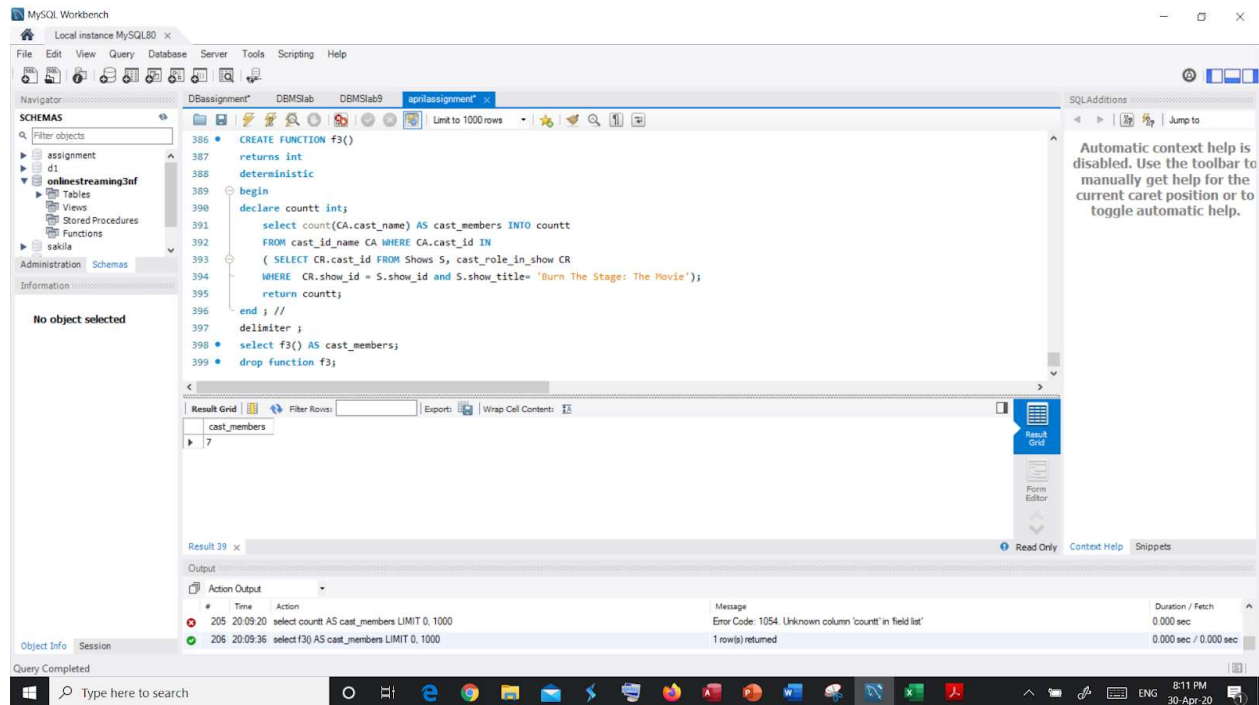 MySQL Workbench
Local instance MySQL80 ×
File Edit View Query Database Server Tools Scripting Help
Navigator
SCHEMAS
Filter objects
assignment
d1
onlinestreaming3nf
Tables
Views
Stored Procedures
Functions
sakila
Administration Schemas
Information
No object selected
Object Info Session
DBassignment* DBMSlab DBMSlab9 aprilassignment* ×
Limit to 1000 rows
386 CREATE FUNCTION f3()
387 returns int
388 deterministic
389 begin
390 declare countt int;
391 select count(CA.cast_name) AS cast_members INTO countt
392 FROM cast_id_name CA WHERE CA.cast_id IN
393 ( SELECT CR.cast_id FROM Shows S, cast_role_in_show CR
394 WHERE CR.show_id = S.show_id and S.show_title= 'Burn The Stage: The Movie');
395 return countt;
396 end ; //
397 delimiter ;
398 select f3() AS cast_members;
399 drop function f3;
Result Grid Filter Rows: Export: Wrap Cell Content:
cast_members
7
Result Grid
Form Editor
Result 39 ×
Read Only
Output
Action Output
# Time Action Message Duration / Fetch
205 20:09:20 select countt AS cast_members LIMIT 0, 1000 Error Code: 1054. Unknown column 'countt' in 'field list' 0.000 sec
206 20:09:36 select f3() AS cast_members LIMIT 0, 1000 1 row(s) returned 0.000 sec / 0.000 sec
SQLAdditions
Jump to
Automatic context help is
disabled. Use the toolbar to
manually get help for the
current caret position or to
toggle automatic help.
Context Help Snippets
Query Completed
Type here to search
ENG
8:11 PM
30-Apr-20